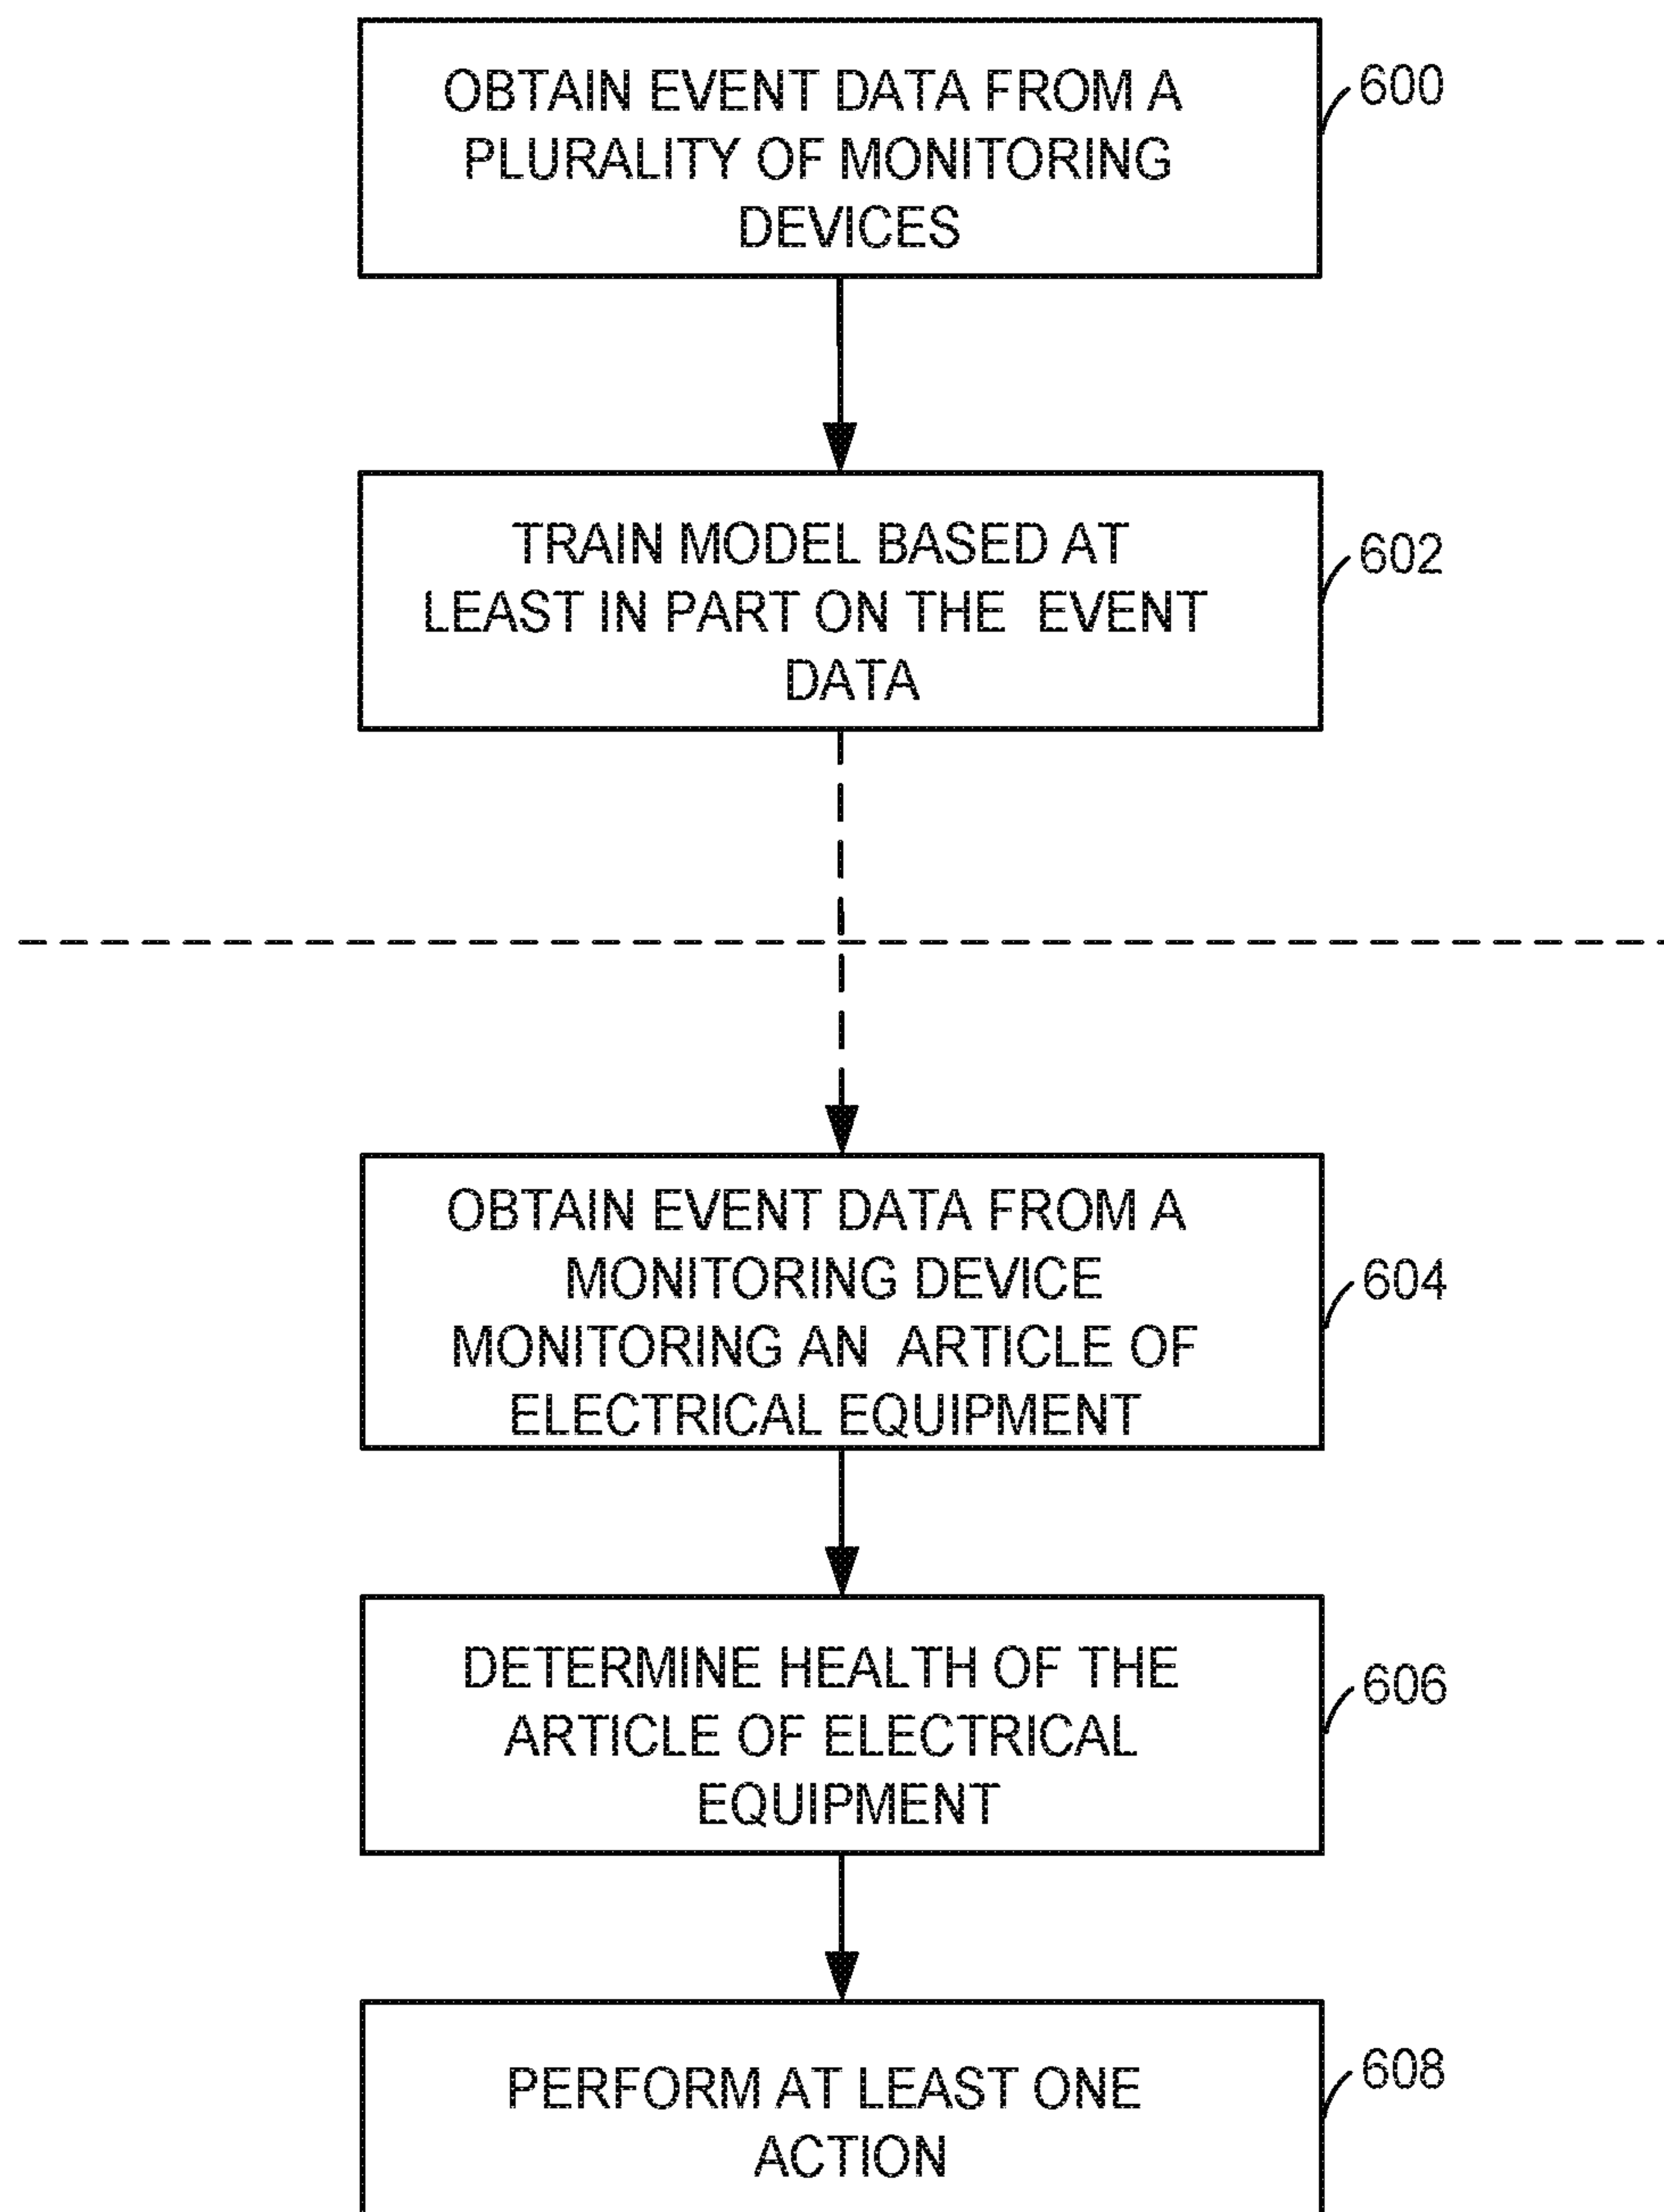 OBTAIN EVENT DATA FROM A
PLURALITY OF MONITORING
DEVICES
600
TRAIN MODEL BASED AT
LEAST IN PART ON THE EVENT
DATA
602
OBTAIN EVENT DATA FROM A
MONITORING DEVICE
MONITORING AN ARTICLE OF
ELECTRICAL EQUIPMENT
604
DETERMINE HEALTH OF THE
ARTICLE OF ELECTRICAL
EQUIPMENT
606
PERFORM AT LEAST ONE
ACTION
608